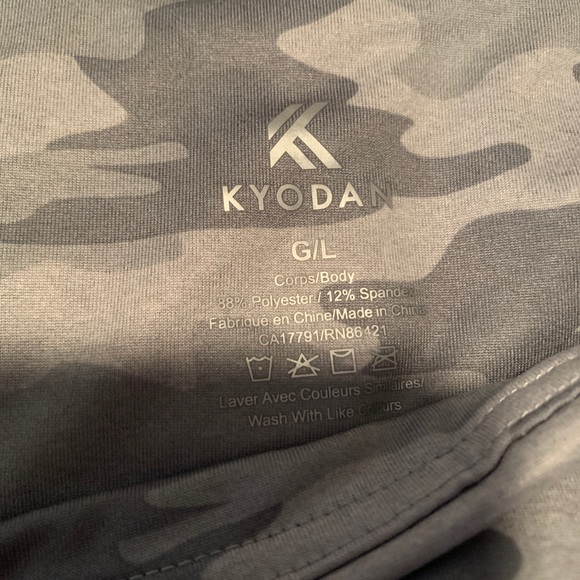 KYODAN
G/L
Corps/Body
88% Polyester / 12% Spandex
Fabriqué en Chine/Made in China
CA17791/RN86421
Laver Avec Couleurs Similaires/
Wash With Like Colours